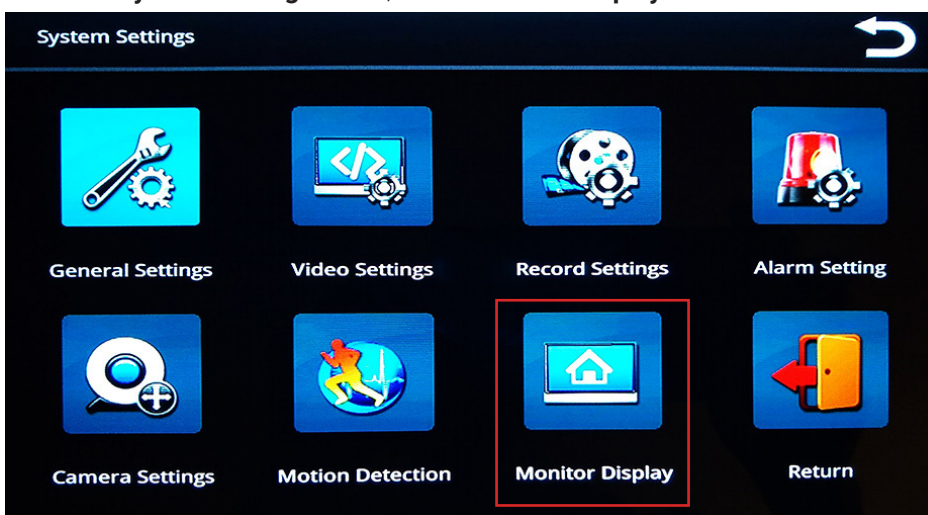 System Settings
General Settings
Video Settings
Record Settings
Alarm Setting
Camera Settings
Motion Detection
Monitor Display
Return